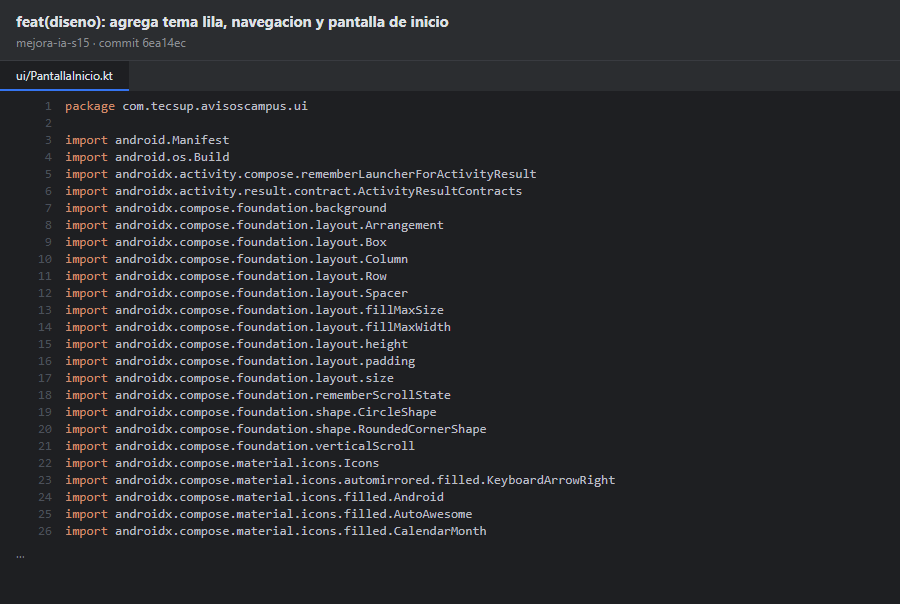 feat(diseno): agrega tema lila, navegacion y pantalla de inicio
mejora-ia-s15 · commit 6ea14ec
ui/PantallaInicio.kt
1 package com.tecsup.avisoscampus.ui
2
3 import android.Manifest
4 import android.os.Build
5 import androidx.activity.compose.rememberLauncherForActivityResult
6 import androidx.activity.result.contract.ActivityResultContracts
7 import androidx.compose.foundation.background
8 import androidx.compose.foundation.layout.Arrangement
9 import androidx.compose.foundation.layout.Box
10 import androidx.compose.foundation.layout.Column
11 import androidx.compose.foundation.layout.Row
12 import androidx.compose.foundation.layout.Spacer
13 import androidx.compose.foundation.layout.fillMaxSize
14 import androidx.compose.foundation.layout.fillMaxWidth
15 import androidx.compose.foundation.layout.height
16 import androidx.compose.foundation.layout.padding
17 import androidx.compose.foundation.layout.size
18 import androidx.compose.foundation.rememberScrollState
19 import androidx.compose.foundation.shape.CircleShape
20 import androidx.compose.foundation.shape.RoundedCornerShape
21 import androidx.compose.foundation.verticalScroll
22 import androidx.compose.material.icons.Icons
23 import androidx.compose.material.icons.automirrored.filled.KeyboardArrowRight
24 import androidx.compose.material.icons.filled.Android
25 import androidx.compose.material.icons.filled.AutoAwesome
26 import androidx.compose.material.icons.filled.CalendarMonth
...